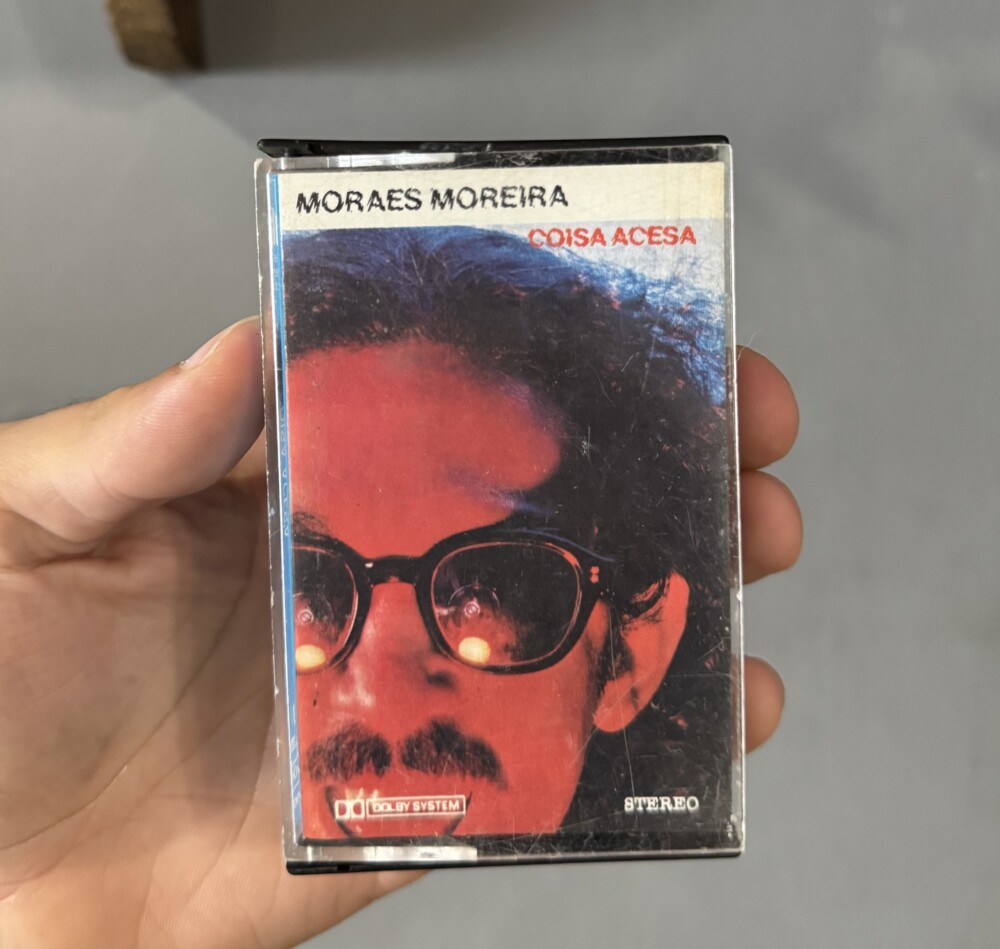 MORAES MOREIRA
COISA ACESA
DOLBY SYSTEM
STEREO